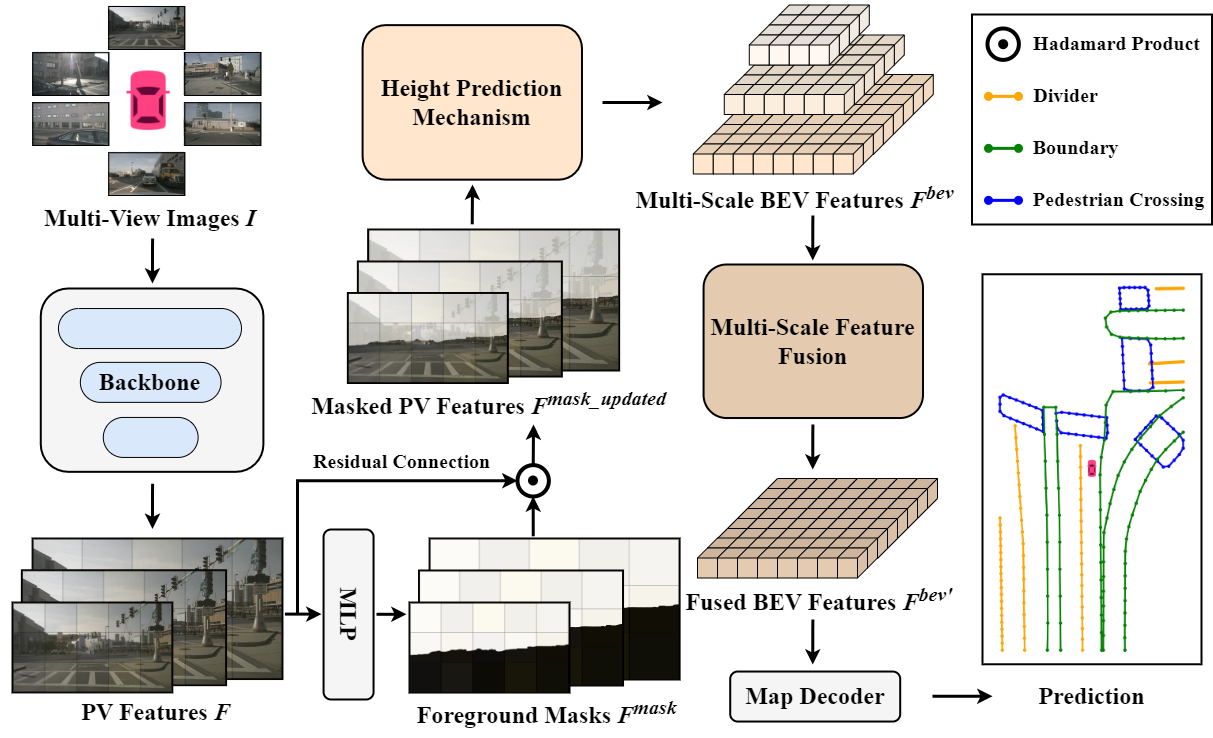 Multi-View Images I
Backbone
PV Features F
MLP
Residual Connection
Foreground Masks F^mask
Masked PV Features F^mask_updated
Height Prediction
Mechanism
Multi-Scale BEV Features F^bev
Multi-Scale Feature
Fusion
Fused BEV Features F^bev'
Map Decoder
Hadamard Product
Divider
Boundary
Pedestrian Crossing
Prediction